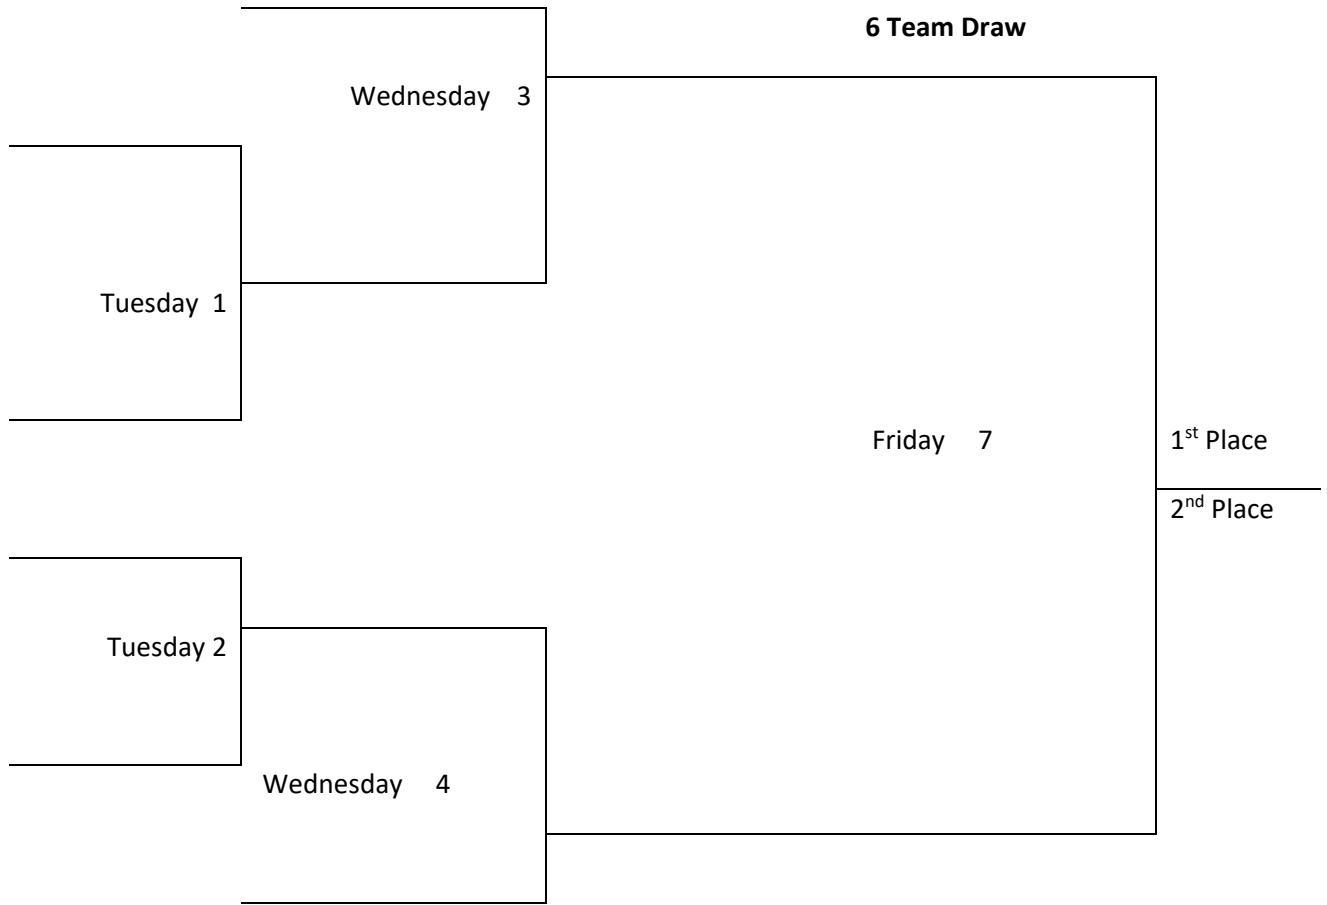 6 Team Draw
Wednesday 3
Tuesday 1
Friday 7
1st Place
2nd Place
Tuesday 2
Wednesday 4